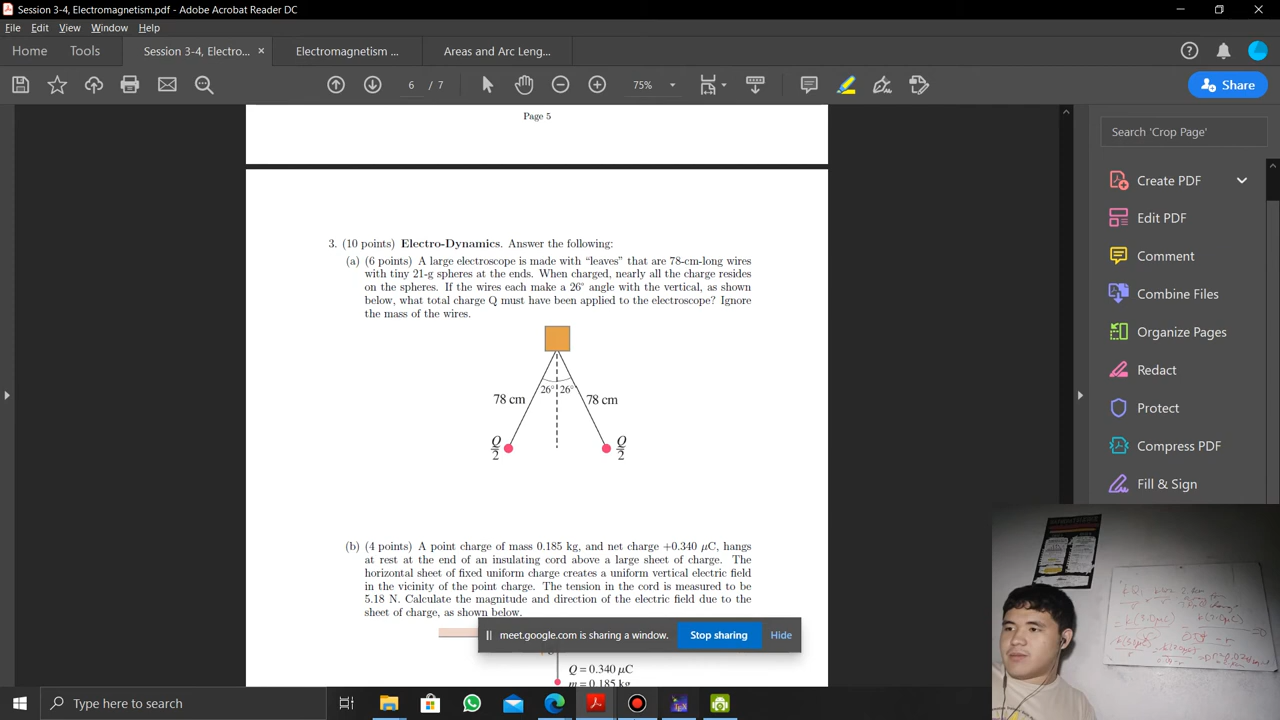 Session 3-4, Electromagnetism.pdf - Adobe Acrobat Reader DC
File Edit View Window Help
Home Tools Session 3-4, Electro... × Electromagnetism ... Areas and Arc Leng...
6 / 7 75% Share
Page 5
Search 'Crop Page'
Create PDF
Edit PDF
Comment
Combine Files
Organize Pages
Redact
Protect
Compress PDF
Fill & Sign
3. (10 points) Electro-Dynamics. Answer the following:
(a) (6 points) A large electroscope is made with “leaves” that are 78-cm-long wires
with tiny 21-g spheres at the ends. When charged, nearly all the charge resides
on the spheres. If the wires each make a 26° angle with the vertical, as shown
below, what total charge Q must have been applied to the electroscope? Ignore
the mass of the wires.
26° 26°
78 cm 78 cm
Q/2 Q/2
(b) (4 points) A point charge of mass 0.185 kg, and net charge +0.340 μC, hangs
at rest at the end of an insulating cord above a large sheet of charge. The
horizontal sheet of fixed uniform charge creates a uniform vertical electric field
in the vicinity of the point charge. The tension in the cord is measured to be
5.18 N. Calculate the magnitude and direction of the electric field due to the
sheet of charge, as shown below.
meet.google.com is sharing a window. Stop sharing Hide
Q = 0.340 μC
m = 0.185 kg
Type here to search